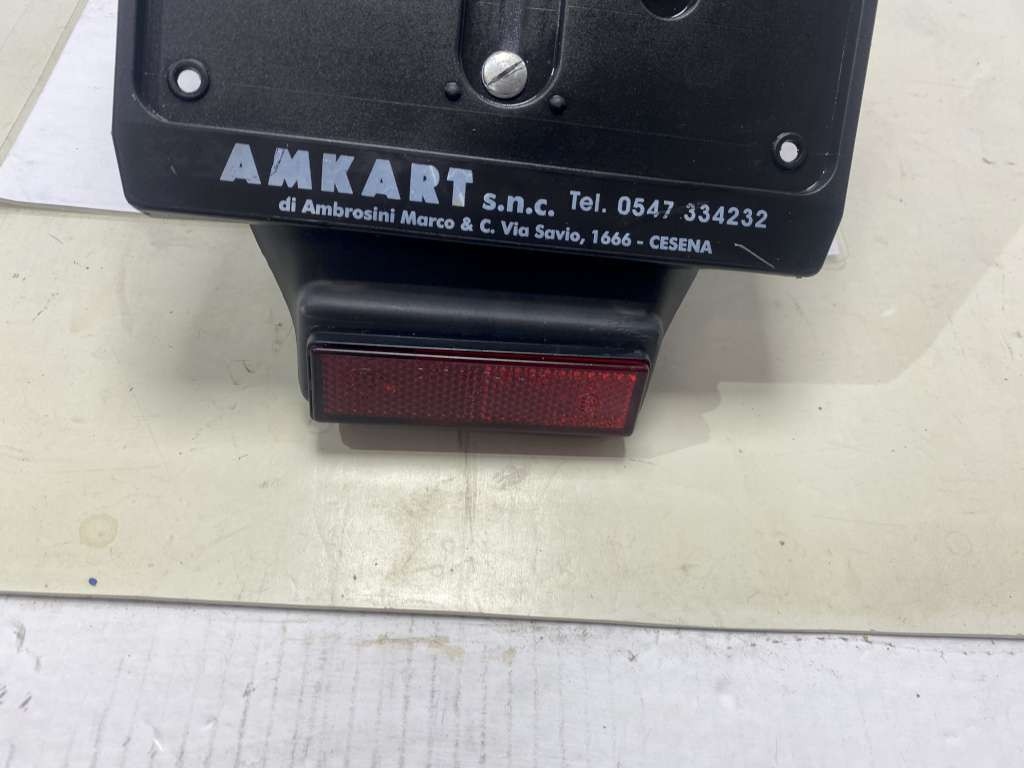 AMKART s.n.c. Tel. 0547 334232
di Ambrosini Marco & C. Via Savio, 1666 - CESENA